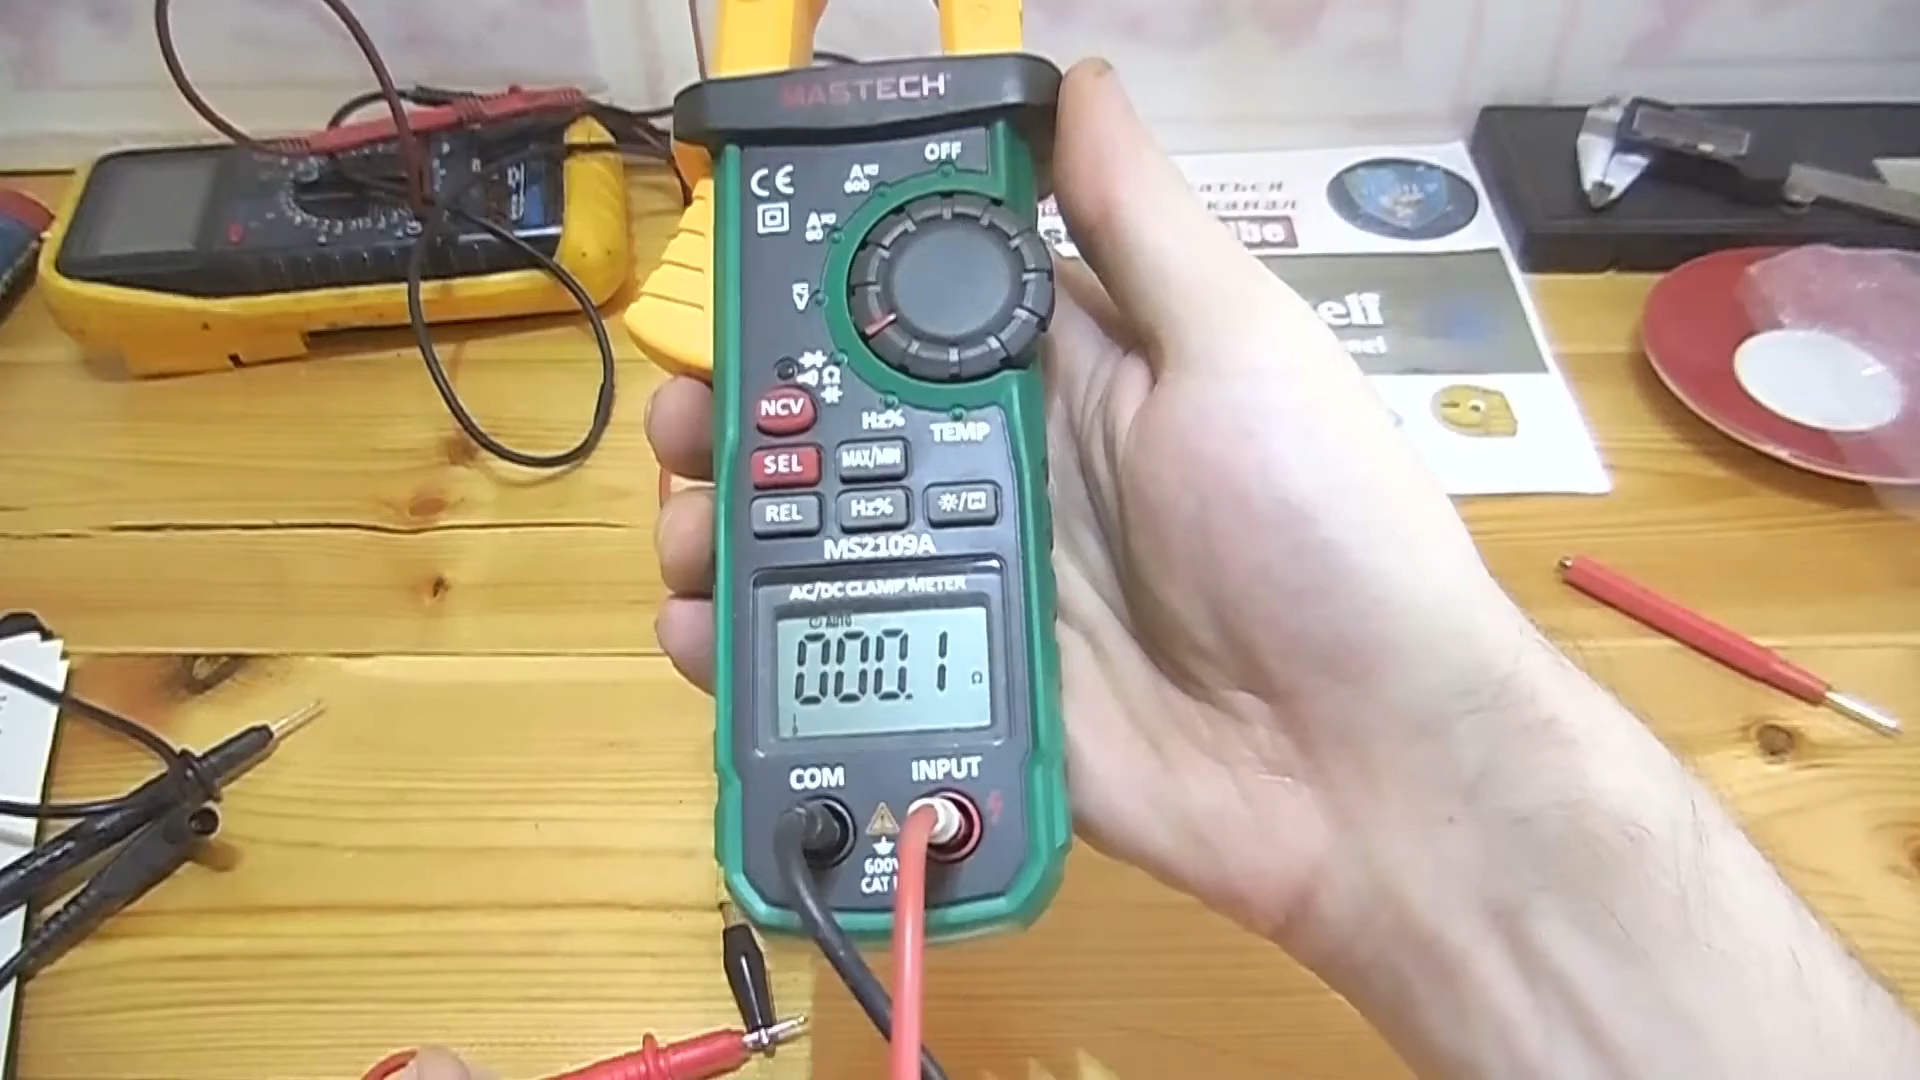 MASTECH
OFF
CE
A
600
A
60
V
Ω
NCV
Hz%
TEMP
SEL
MAX/MIN
REL
Hz%
MS2109A
AC/DC CLAMP METER
AUTO
000.1 Ω
COM
INPUT
600V
CAT